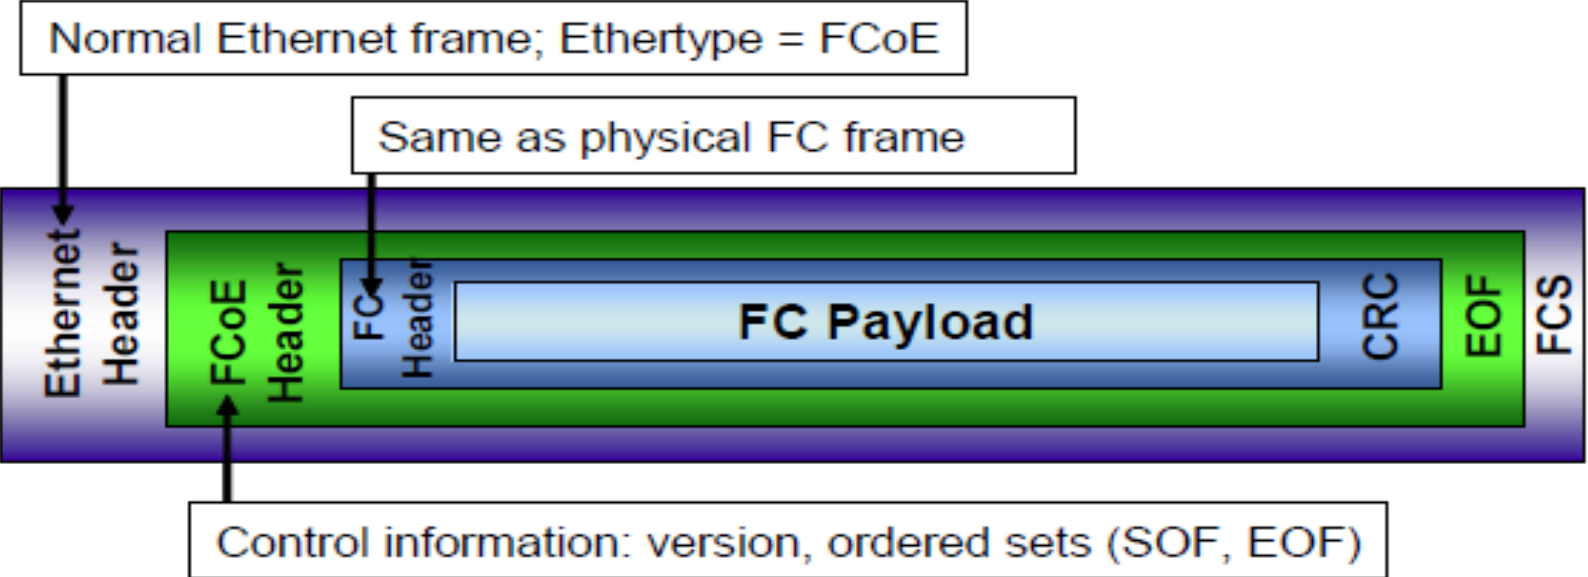 Normal Ethernet frame; Ethertype = FCoE
Same as physical FC frame
Ethernet
Header
FCoE
Header
FC
Header
FC Payload
CRC
EOF
FCS
Control information: version, ordered sets (SOF, EOF)